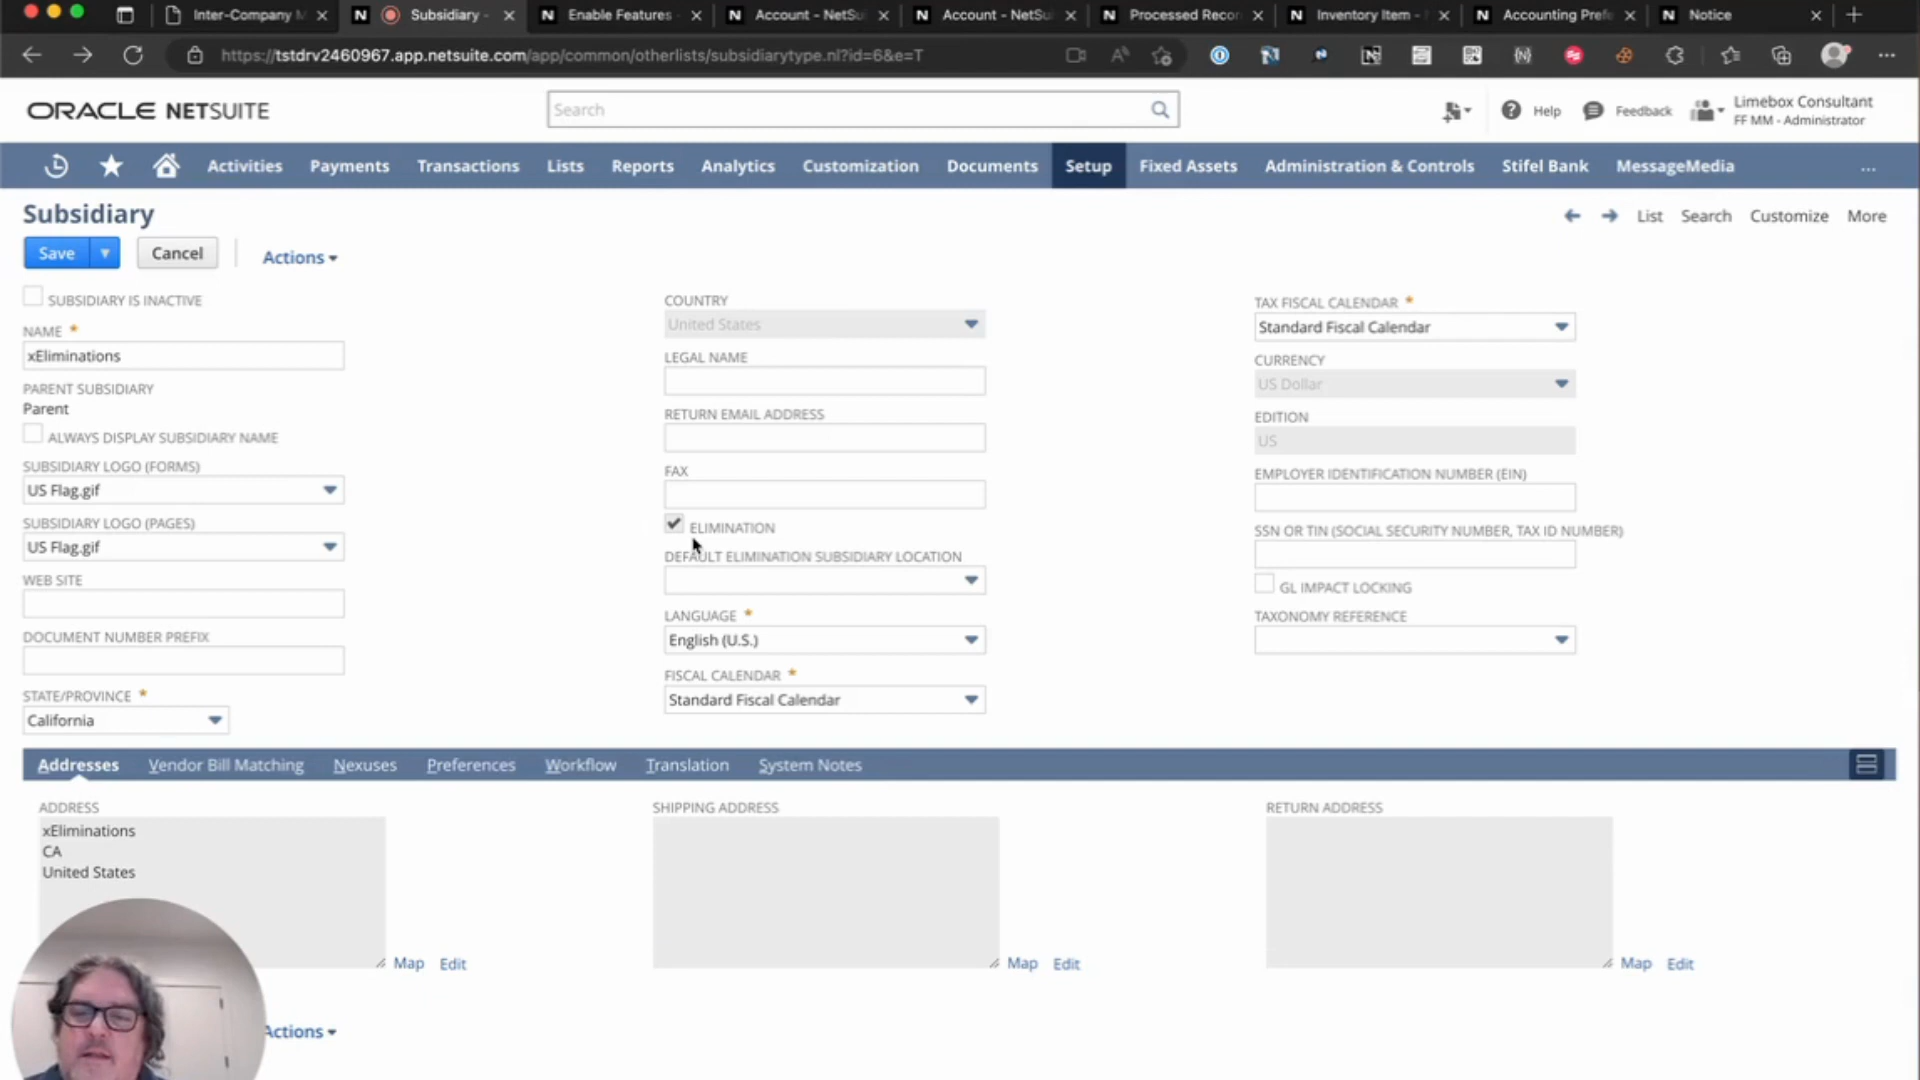 Inter-Company M
Subsidiary -
Enable Features -
Account - NetSui
Account - NetSui
Processed Recor
Inventory Item -
Accounting Prefe
Notice
https://tstdrv2460967.app.netsuite.com/app/common/otherlists/subsidiarytype.nl?id=6&e=T
ORACLE NETSUITE
Search
Help
Feedback
Limebox Consultant
FF MM - Administrator
Activities Payments Transactions Lists Reports Analytics Customization Documents Setup Fixed Assets Administration & Controls Stifel Bank MessageMedia ...
Subsidiary
List Search Customize More
Save
Cancel
Actions
SUBSIDIARY IS INACTIVE
NAME *
xEliminations
PARENT SUBSIDIARY
Parent
ALWAYS DISPLAY SUBSIDIARY NAME
SUBSIDIARY LOGO (FORMS)
US Flag.gif
SUBSIDIARY LOGO (PAGES)
US Flag.gif
WEB SITE
DOCUMENT NUMBER PREFIX
STATE/PROVINCE *
California
COUNTRY
United States
LEGAL NAME
RETURN EMAIL ADDRESS
FAX
ELIMINATION
DEFAULT ELIMINATION SUBSIDIARY LOCATION
LANGUAGE *
English (U.S.)
FISCAL CALENDAR *
Standard Fiscal Calendar
TAX FISCAL CALENDAR *
Standard Fiscal Calendar
CURRENCY
US Dollar
EDITION
US
EMPLOYER IDENTIFICATION NUMBER (EIN)
SSN OR TIN (SOCIAL SECURITY NUMBER, TAX ID NUMBER)
GL IMPACT LOCKING
TAXONOMY REFERENCE
Addresses Vendor Bill Matching Nexuses Preferences Workflow Translation System Notes
ADDRESS
xEliminations
CA
United States
Map Edit
SHIPPING ADDRESS
Map Edit
RETURN ADDRESS
Map Edit
Actions